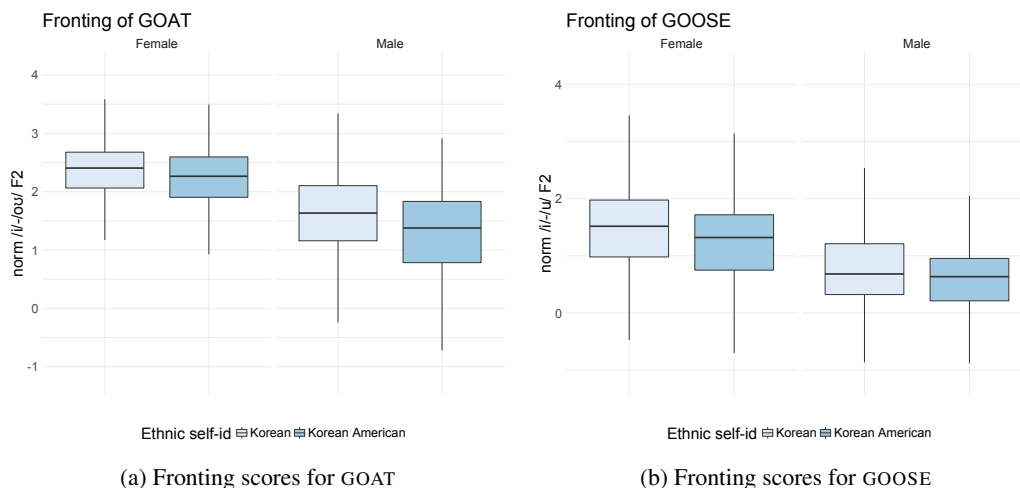 Fronting of GOAT
Female Male
4
3
2
1
0
-1
norm /i/-/oʊ/ F2
Ethnic self-id Korean Korean American
(a) Fronting scores for GOAT
Fronting of GOOSE
Female Male
4
2
0
norm /i/-/u/ F2
Ethnic self-id Korean Korean American
(b) Fronting scores for GOOSE